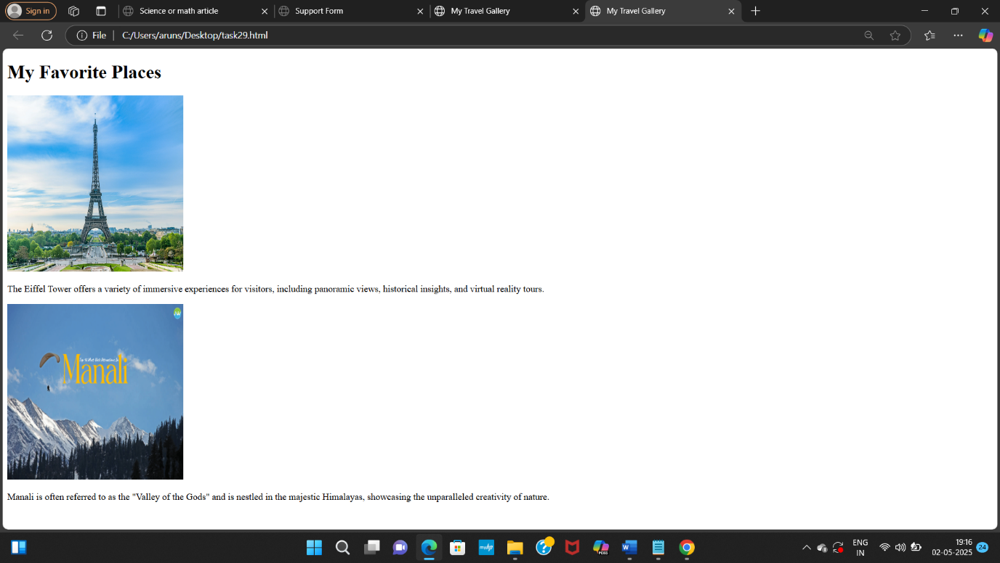 Sign in
Science or math article
Support Form
My Travel Gallery
My Travel Gallery
File
C:/Users/aruns/Desktop/task29.html
My Favorite Places
The Eiffel Tower offers a variety of immersive experiences for visitors, including panoramic views, historical insights, and virtual reality tours.
Manali
Manali is often referred to as the "Valley of the Gods" and is nestled in the majestic Himalayas, showcasing the unparalleled creativity of nature.
ENG
IN
19:16
02-05-2025
24